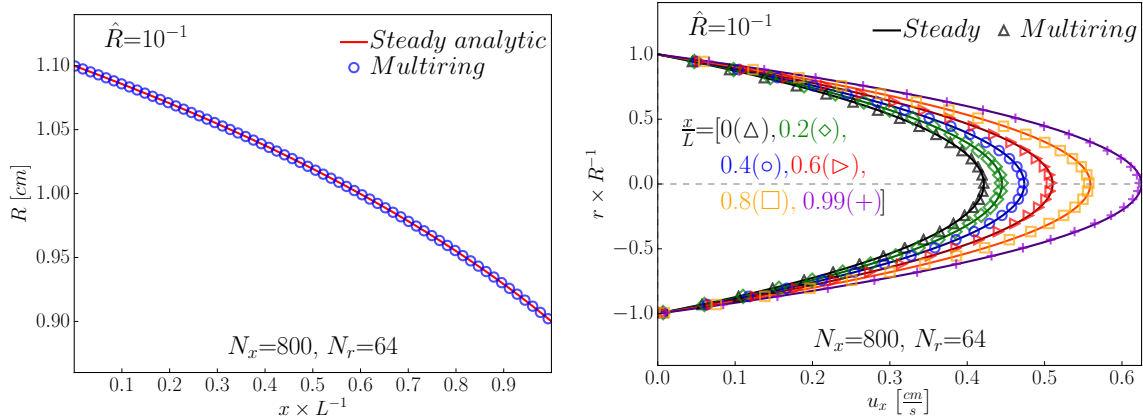 R̂=10⁻¹
Steady analytic
Multiring
1.10
1.05
1.00
0.95
0.90
R [cm]
N_x=800, N_r=64
0.1 0.2 0.3 0.4 0.5 0.6 0.7 0.8 0.9
x × L⁻¹
R̂=10⁻¹
Steady △ Multiring
1.0
0.5
0.0
−0.5
−1.0
r × R⁻¹
x/L=[0(△),0.2(◇),
0.4(○),0.6(▷),
0.8(□),0.99(+)]
N_x=800, N_r=64
0.0 0.1 0.2 0.3 0.4 0.5 0.6
u_x [cm/s]